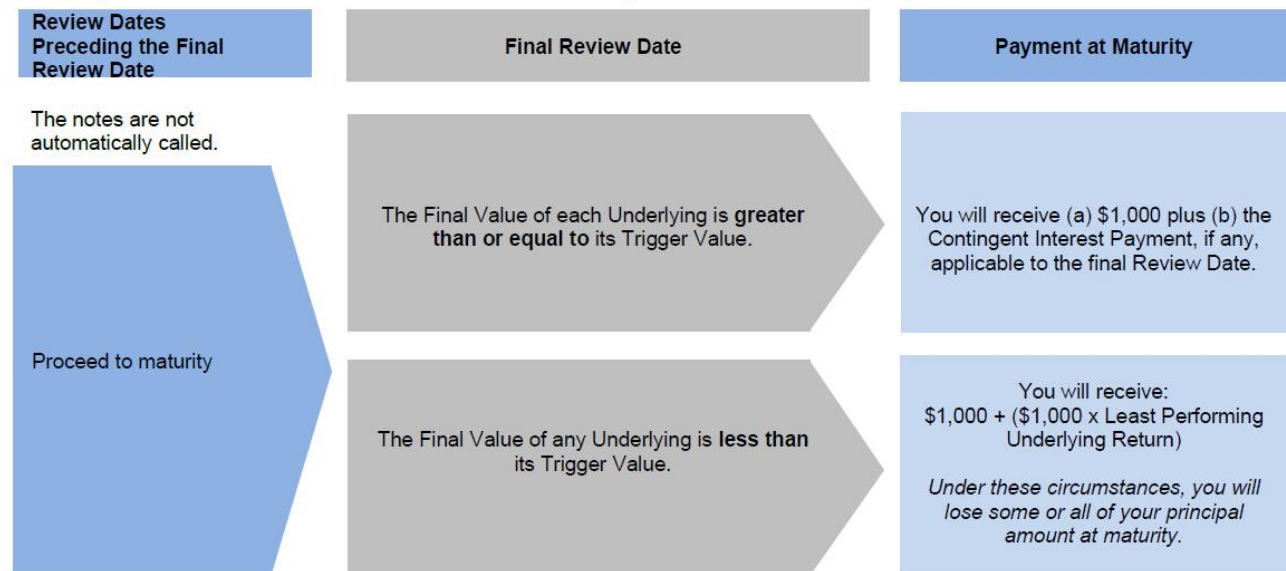 Review Dates
Preceding the Final
Review Date
Final Review Date
Payment at Maturity
The notes are not
automatically called.
Proceed to maturity
The Final Value of each Underlying is greater
than or equal to its Trigger Value.
You will receive (a) $1,000 plus (b) the
Contingent Interest Payment, if any,
applicable to the final Review Date.
The Final Value of any Underlying is less than
its Trigger Value.
You will receive:
$1,000 + ($1,000 x Least Performing
Underlying Return)
Under these circumstances, you will
lose some or all of your principal
amount at maturity.